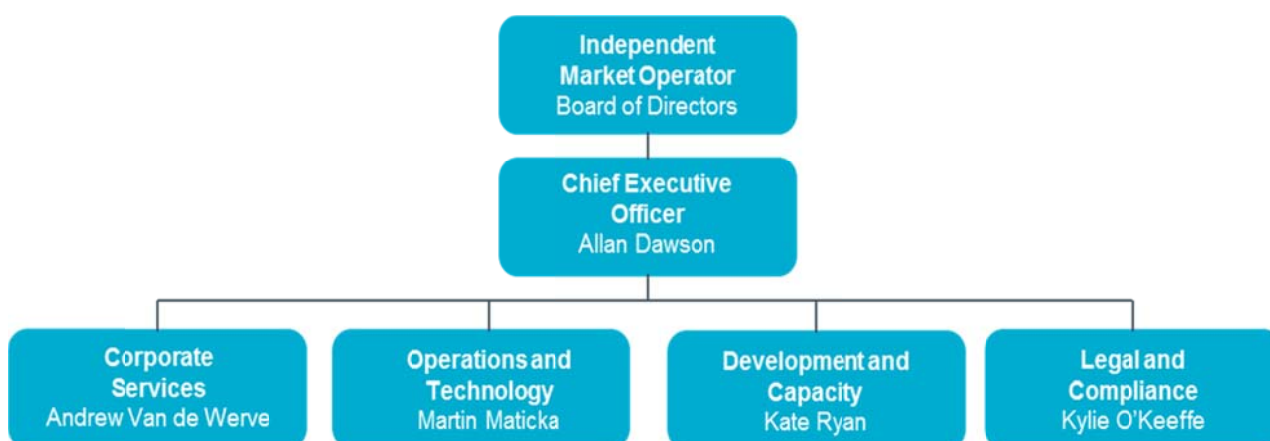 Independent
Market Operator
Board of Directors
Chief Executive
Officer
Allan Dawson
Corporate
Services
Andrew Van de Werve
Operations and
Technology
Martin Maticka
Development and
Capacity
Kate Ryan
Legal and
Compliance
Kylie O'Keeffe